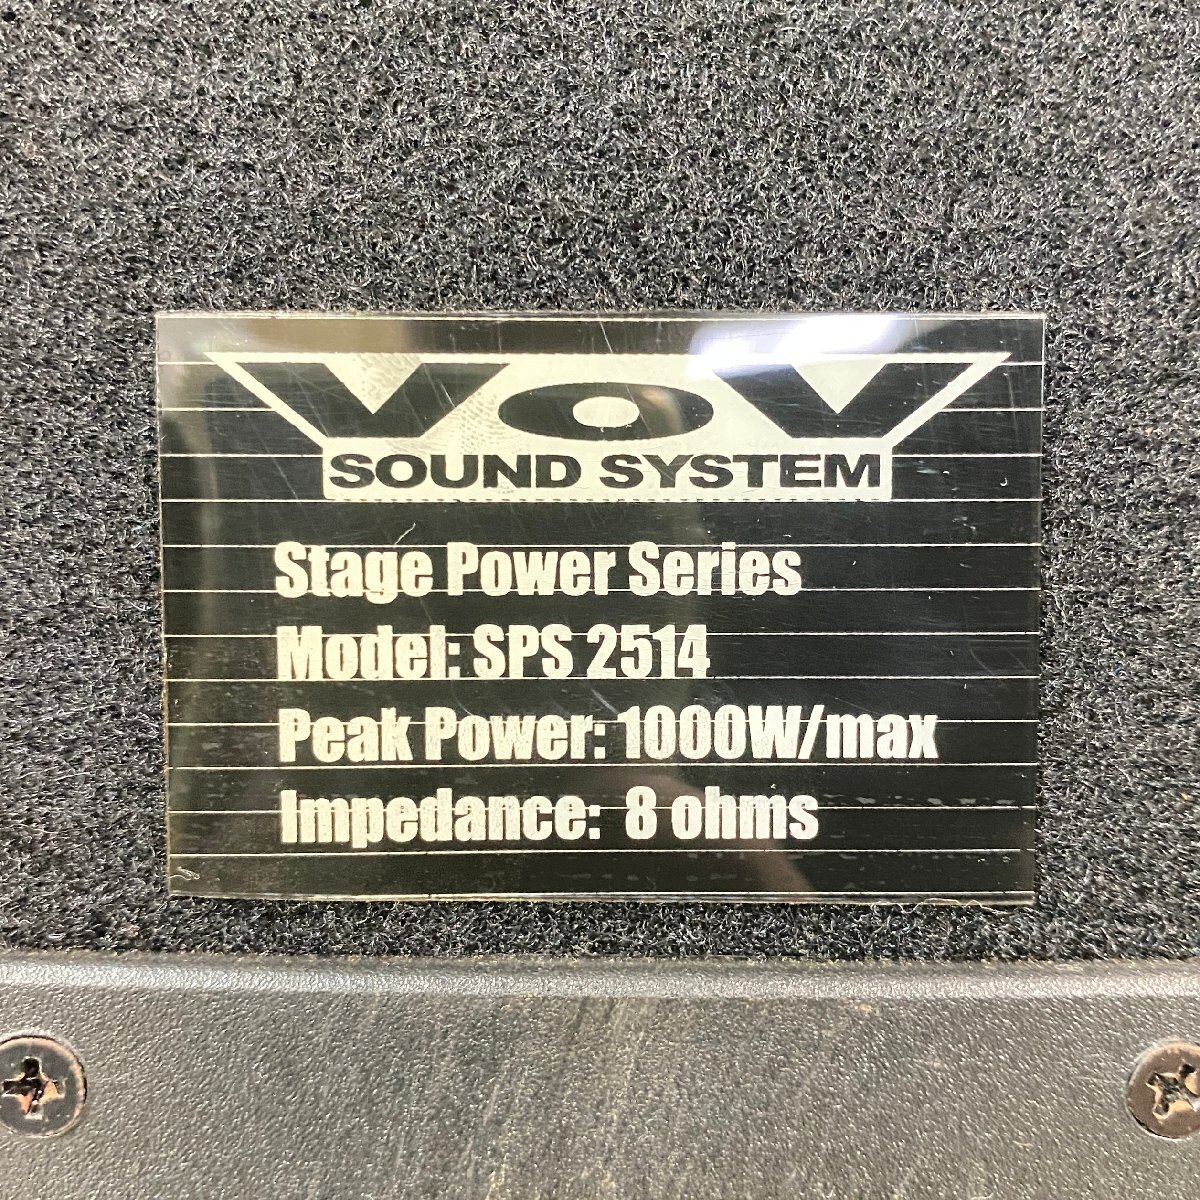 VOV
SOUND SYSTEM
Stage Power Series
Model: SPS 2514
Peak Power: 1000W/max
Impedance: 8 ohms